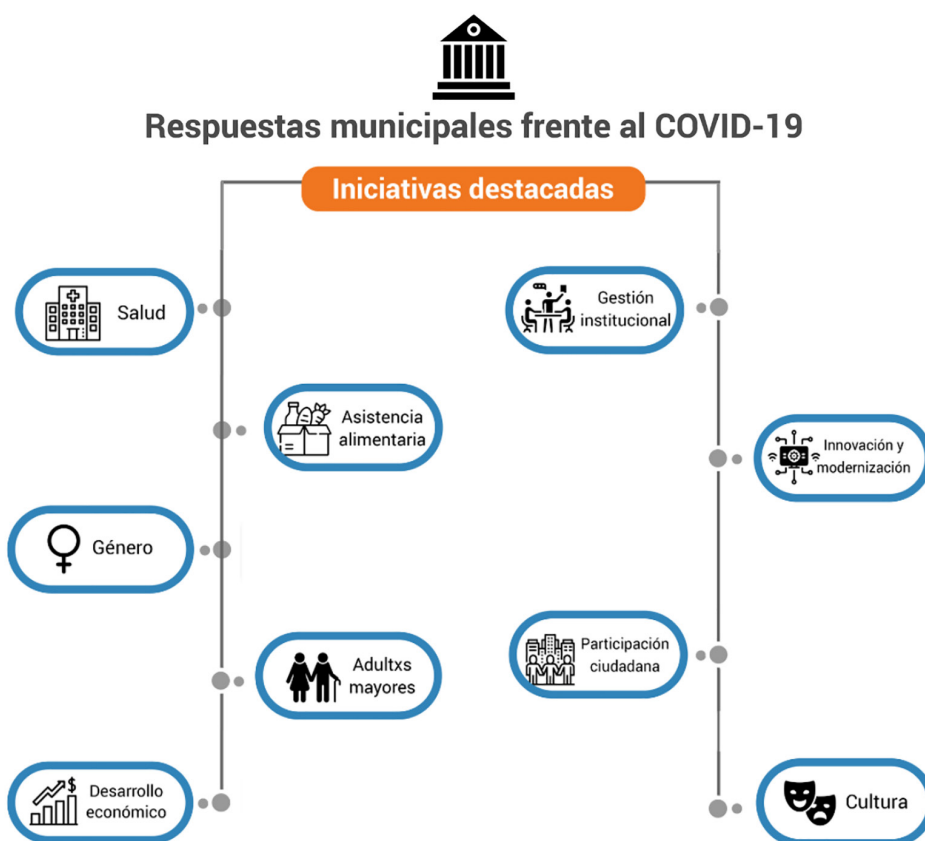 Respuestas municipales frente al COVID-19
Iniciativas destacadas
Salud
Asistencia
alimentaria
Género
Adultxs
mayores
Desarrollo
económico
$
Gestión
institucional
Innovación y
modernización
Participación
ciudadana
Cultura